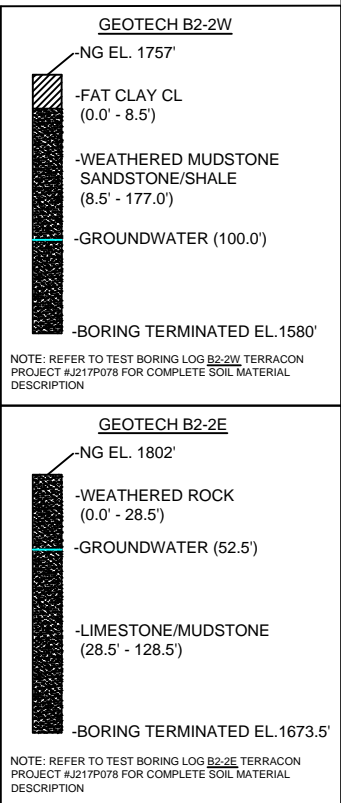 GEOTECH B2-2W
-NG EL. 1757'
-FAT CLAY CL
(0.0' - 8.5')
-WEATHERED MUDSTONE
SANDSTONE/SHALE
(8.5' - 177.0')
-GROUNDWATER (100.0')
-BORING TERMINATED EL.1580'
NOTE: REFER TO TEST BORING LOG B2-2W TERRACON
PROJECT #J217P078 FOR COMPLETE SOIL MATERIAL
DESCRIPTION
GEOTECH B2-2E
-NG EL. 1802'
-WEATHERED ROCK
(0.0' - 28.5')
-GROUNDWATER (52.5')
-LIMESTONE/MUDSTONE
(28.5' - 128.5')
-BORING TERMINATED EL.1673.5'
NOTE: REFER TO TEST BORING LOG B2-2E TERRACON
PROJECT #J217P078 FOR COMPLETE SOIL MATERIAL
DESCRIPTION